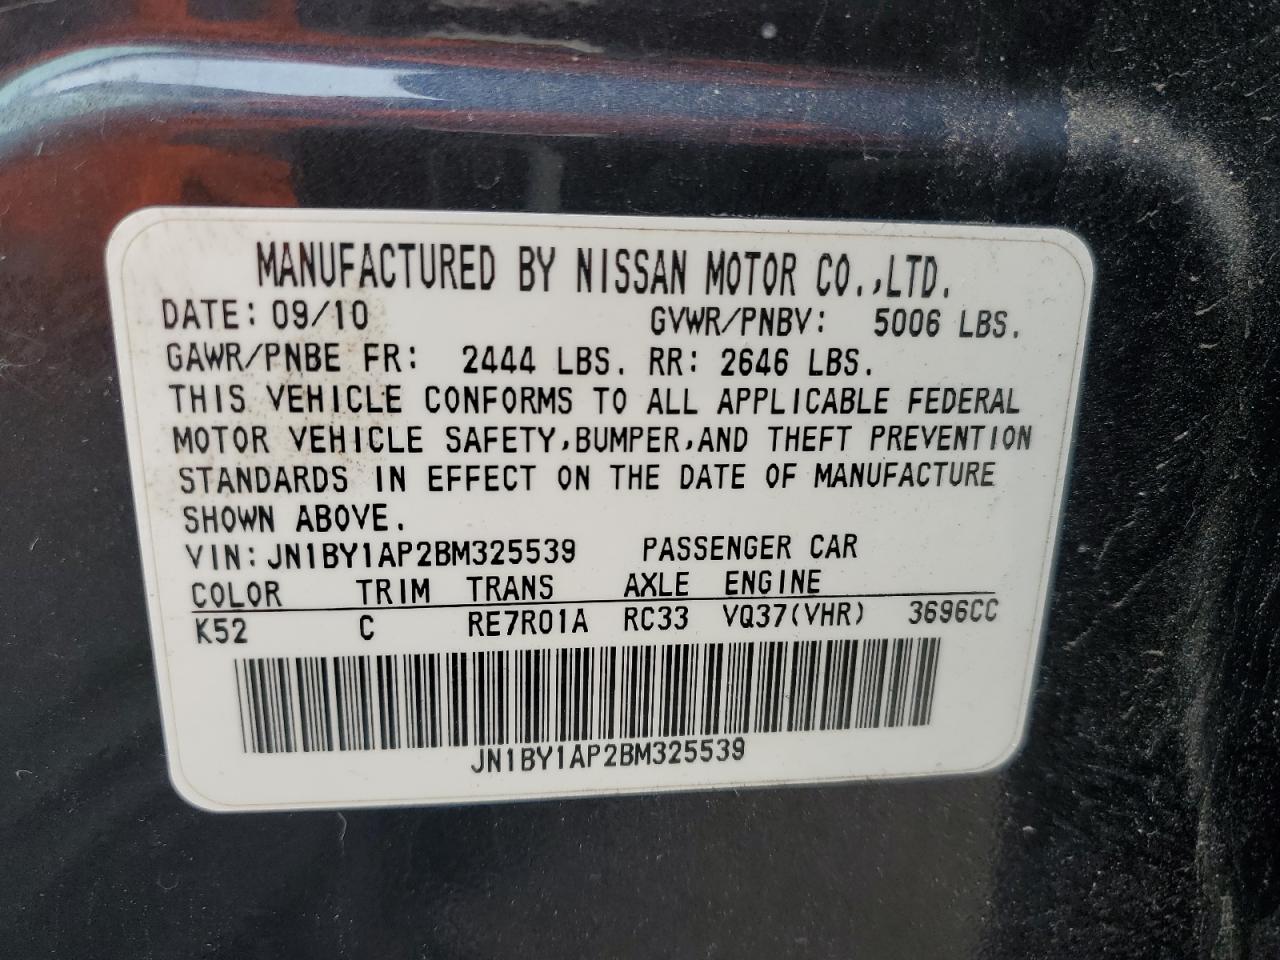 MANUFACTURED BY NISSAN MOTOR CO.,LTD.
DATE: 09/10 GVWR/PNBV: 5006 LBS.
GAWR/PNBE FR: 2444 LBS. RR: 2646 LBS.
THIS VEHICLE CONFORMS TO ALL APPLICABLE FEDERAL
MOTOR VEHICLE SAFETY,BUMPER,AND THEFT PREVENTION
STANDARDS IN EFFECT ON THE DATE OF MANUFACTURE
SHOWN ABOVE.
VIN:JN1BY1AP2BM325539 PASSENGER CAR
COLOR TRIM TRANS AXLE ENGINE
K52 C RE7R01A RC33 VQ37(VHR) 3696CC
JN1BY1AP2BM325539